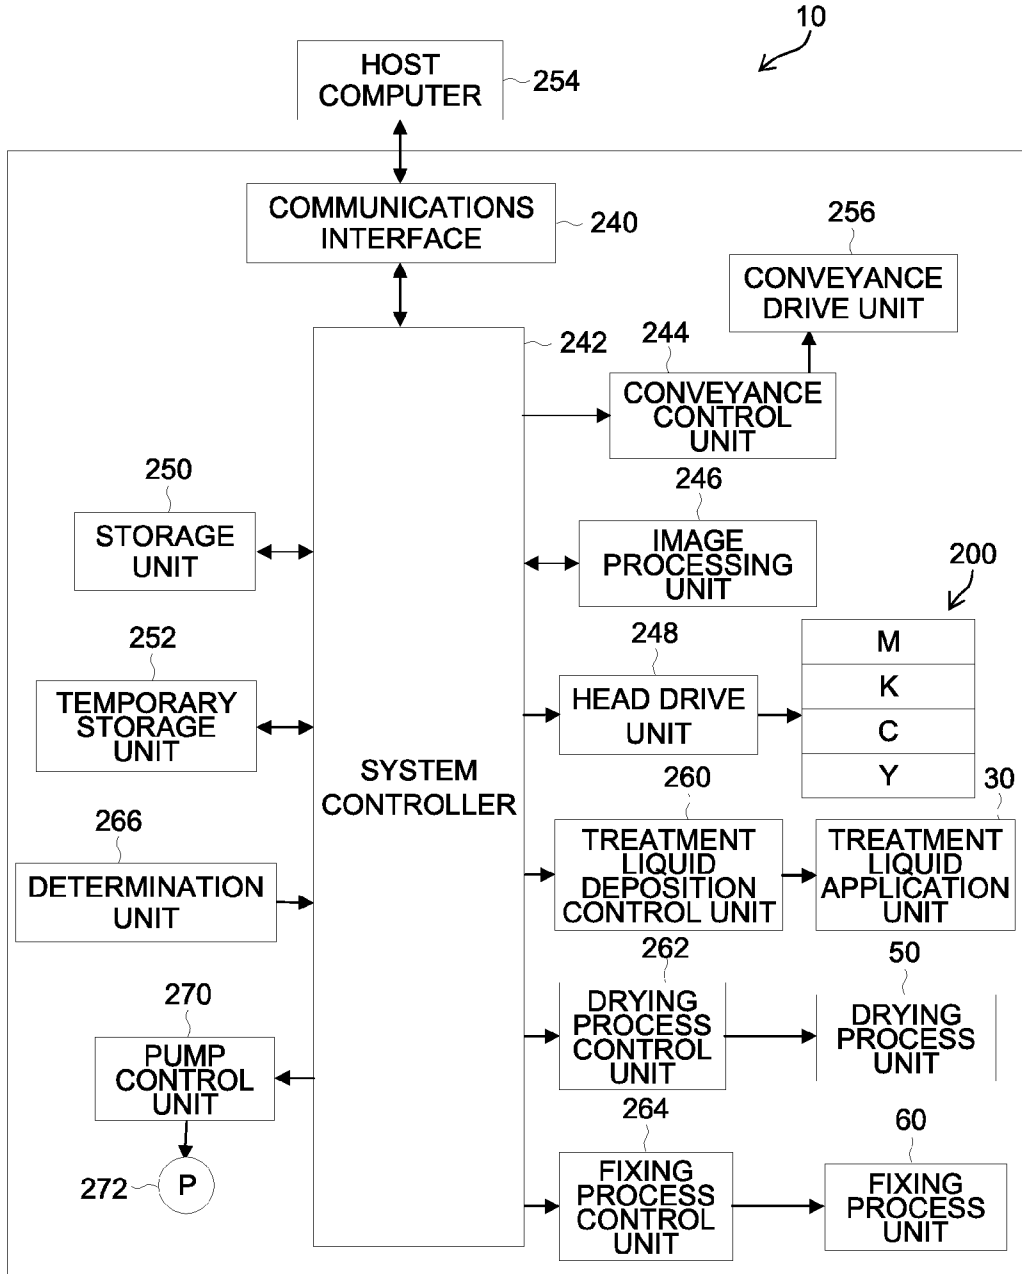 10
HOST
COMPUTER
254
COMMUNICATIONS
INTERFACE
240
256
CONVEYANCE
DRIVE UNIT
242
244
CONVEYANCE
CONTROL
UNIT
250
STORAGE
UNIT
246
IMAGE
PROCESSING
UNIT
200
252
TEMPORARY
STORAGE
UNIT
248
HEAD DRIVE
UNIT
M
K
C
Y
SYSTEM
CONTROLLER
266
DETERMINATION
UNIT
260
TREATMENT
LIQUID
DEPOSITION
CONTROL UNIT
30
TREATMENT
LIQUID
APPLICATION
UNIT
262
DRYING
PROCESS
CONTROL
UNIT
50
DRYING
PROCESS
UNIT
270
PUMP
CONTROL
UNIT
272
P
264
FIXING
PROCESS
CONTROL
UNIT
60
FIXING
PROCESS
UNIT